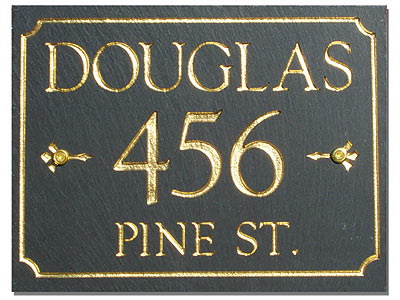 DOUGLAS
456
PINE ST.